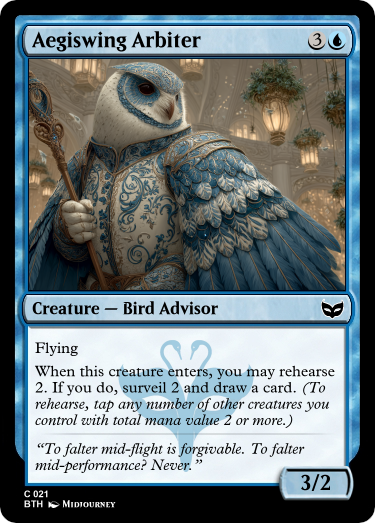 Aegiswing Arbiter 3
Creature — Bird Advisor
Flying
When this creature enters, you may rehearse
2. If you do, surveil 2 and draw a card. (To
rehearse, tap any number of other creatures you
control with total mana value 2 or more.)
“To falter mid-flight is forgivable. To falter
mid-performance? Never.”
3/2
C 021
BTH Midjourney